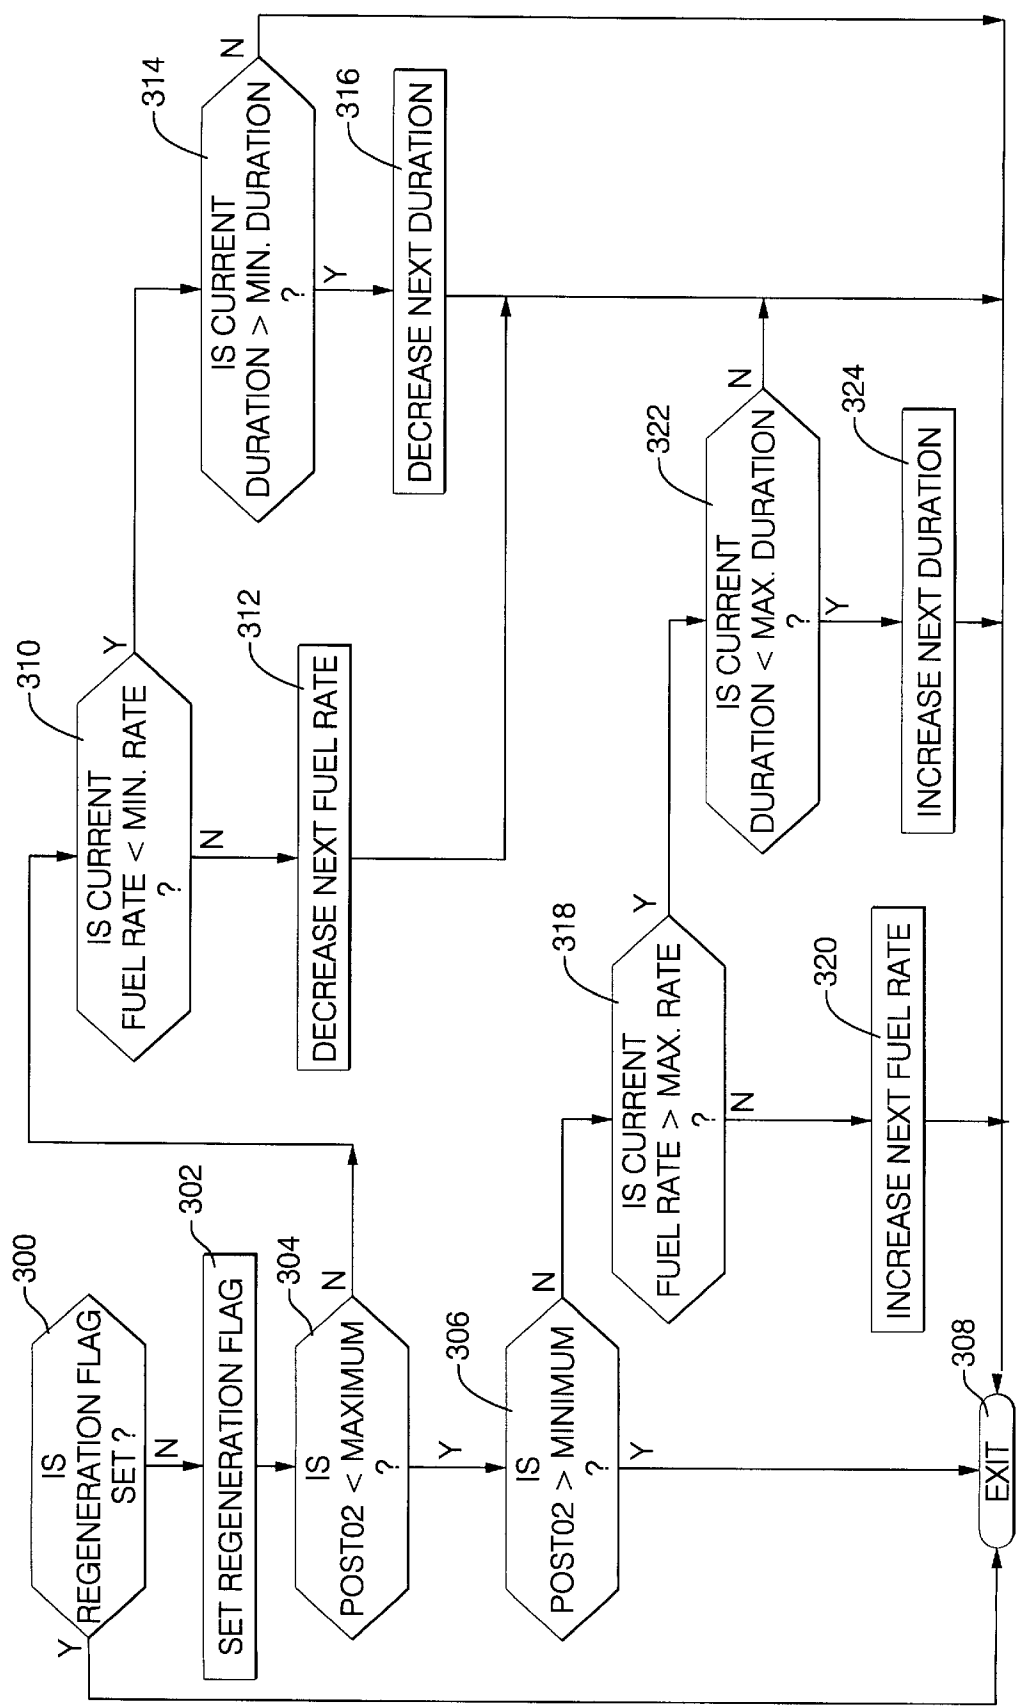 300
IS
REGENERATION FLAG
SET ?
Y
N
302
SET REGENERATION FLAG
304
IS
POST02 < MAXIMUM
?
N
Y
306
IS
POST02 > MINIMUM
?
N
Y
308
EXIT
310
IS CURRENT
FUEL RATE < MIN. RATE
?
Y
N
312
DECREASE NEXT FUEL RATE
314
IS CURRENT
DURATION > MIN. DURATION
?
N
Y
316
DECREASE NEXT DURATION
318
IS CURRENT
FUEL RATE > MAX. RATE
?
Y
N
320
INCREASE NEXT FUEL RATE
322
IS CURRENT
DURATION < MAX. DURATION
?
N
Y
324
INCREASE NEXT DURATION